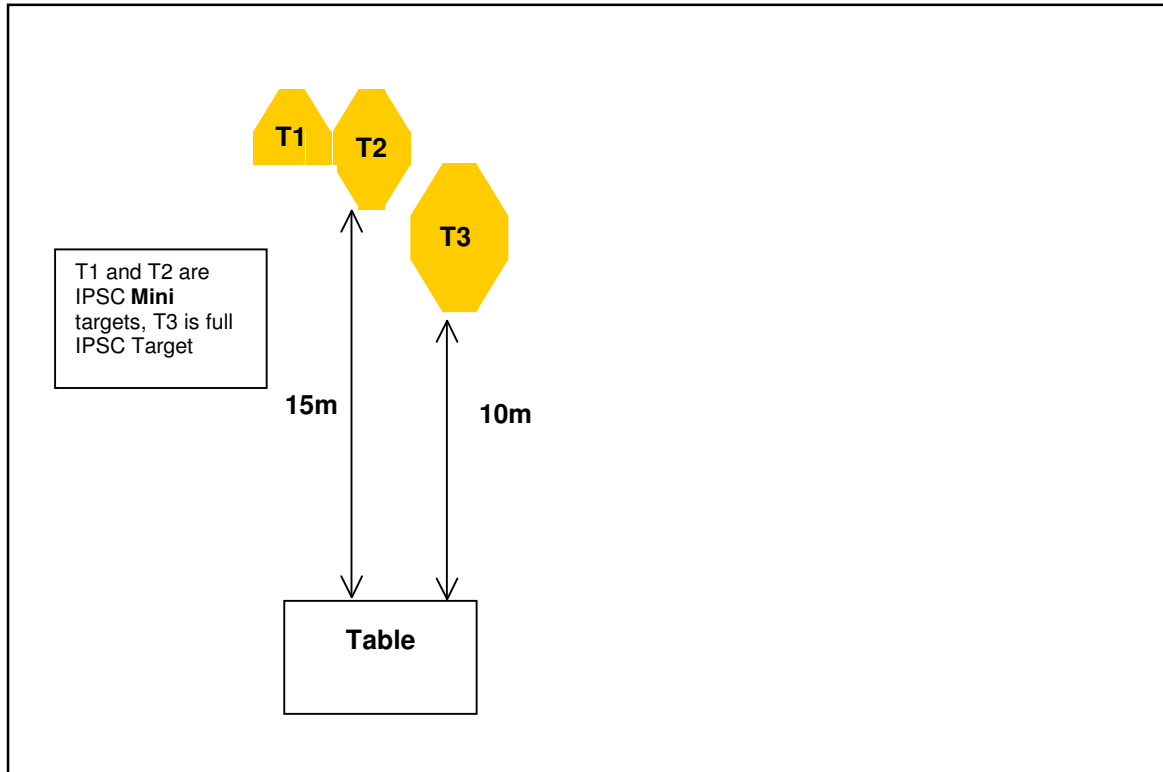 T1
T2
T3
T1 and T2 are
IPSC Mini
targets, T3 is full
IPSC Target
15m
10m
Table